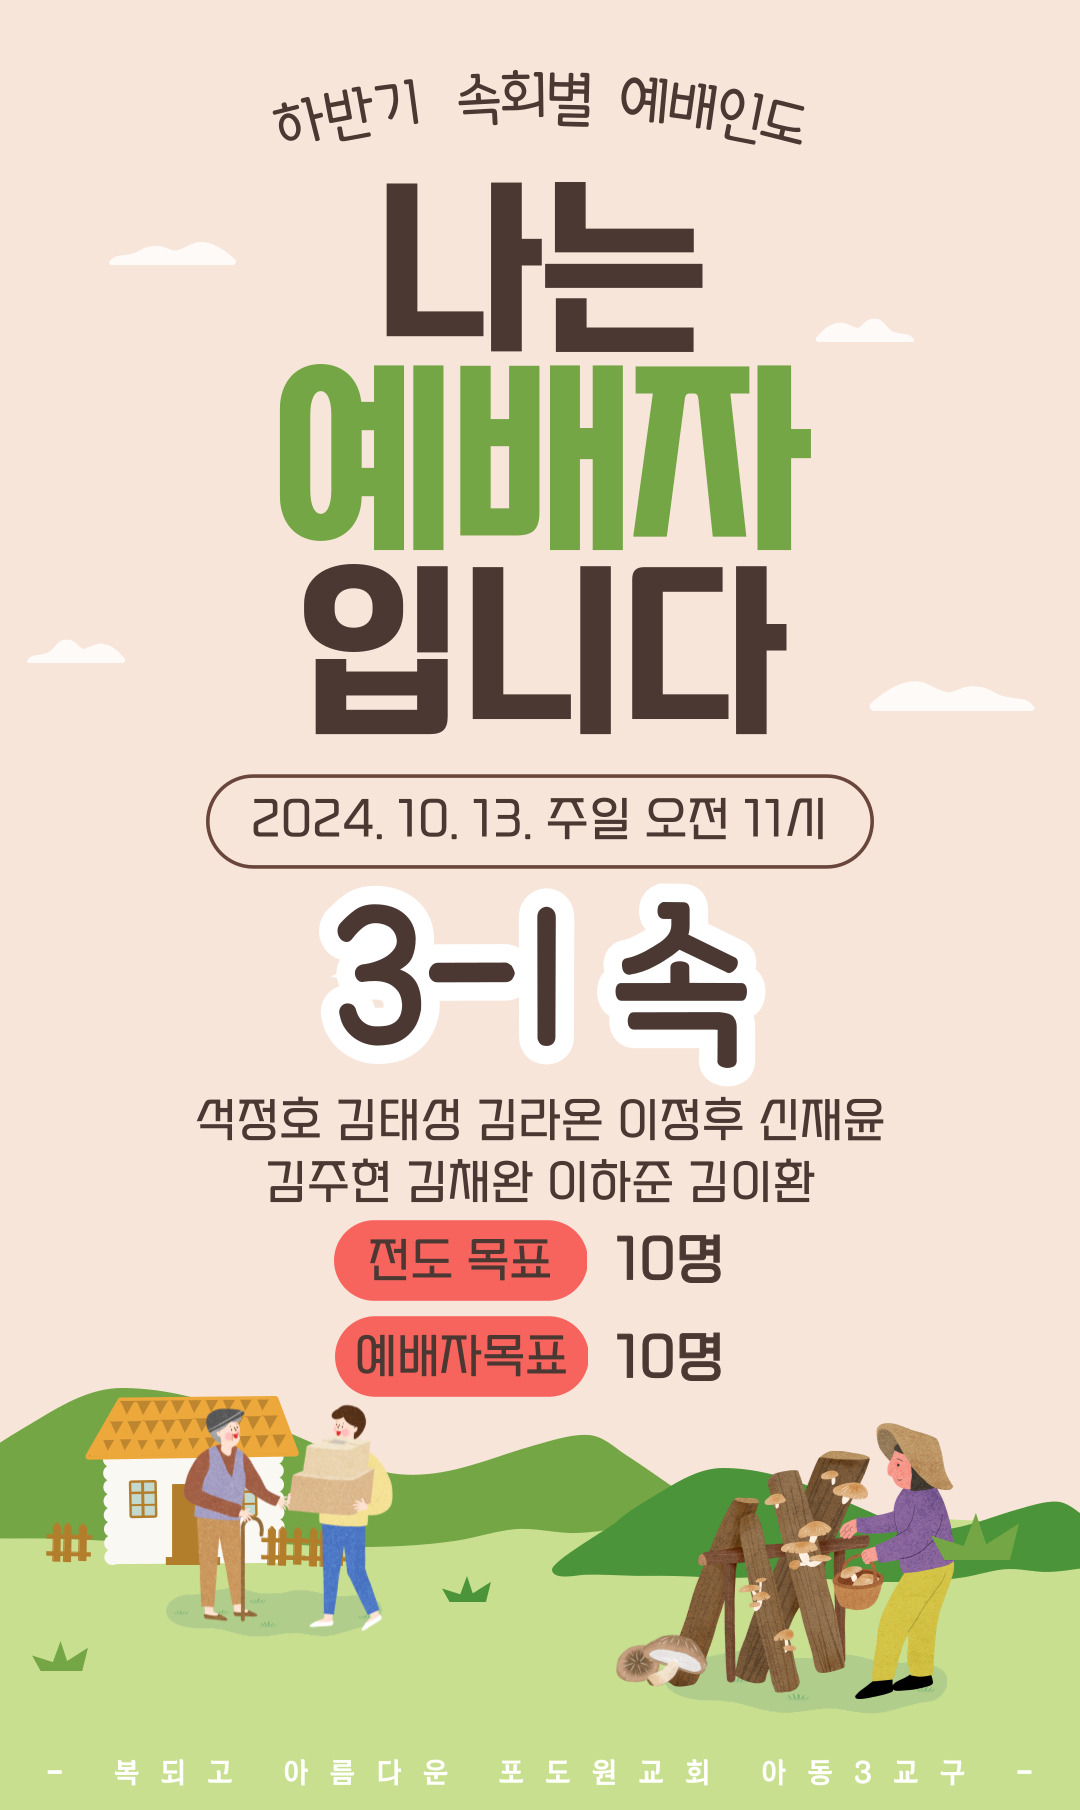 하반기 속회별 예배인도
나는
예배자
입니다
2024. 10. 13. 주일 오전 11시
3-1 속
석정호 김태성 김라온 이정후 신재윤
김주현 김채완 이하준 김이환
전도 목표 10명
예배자목표 10명
- 복되고 아름다운 포도원교회 아동3교구 -